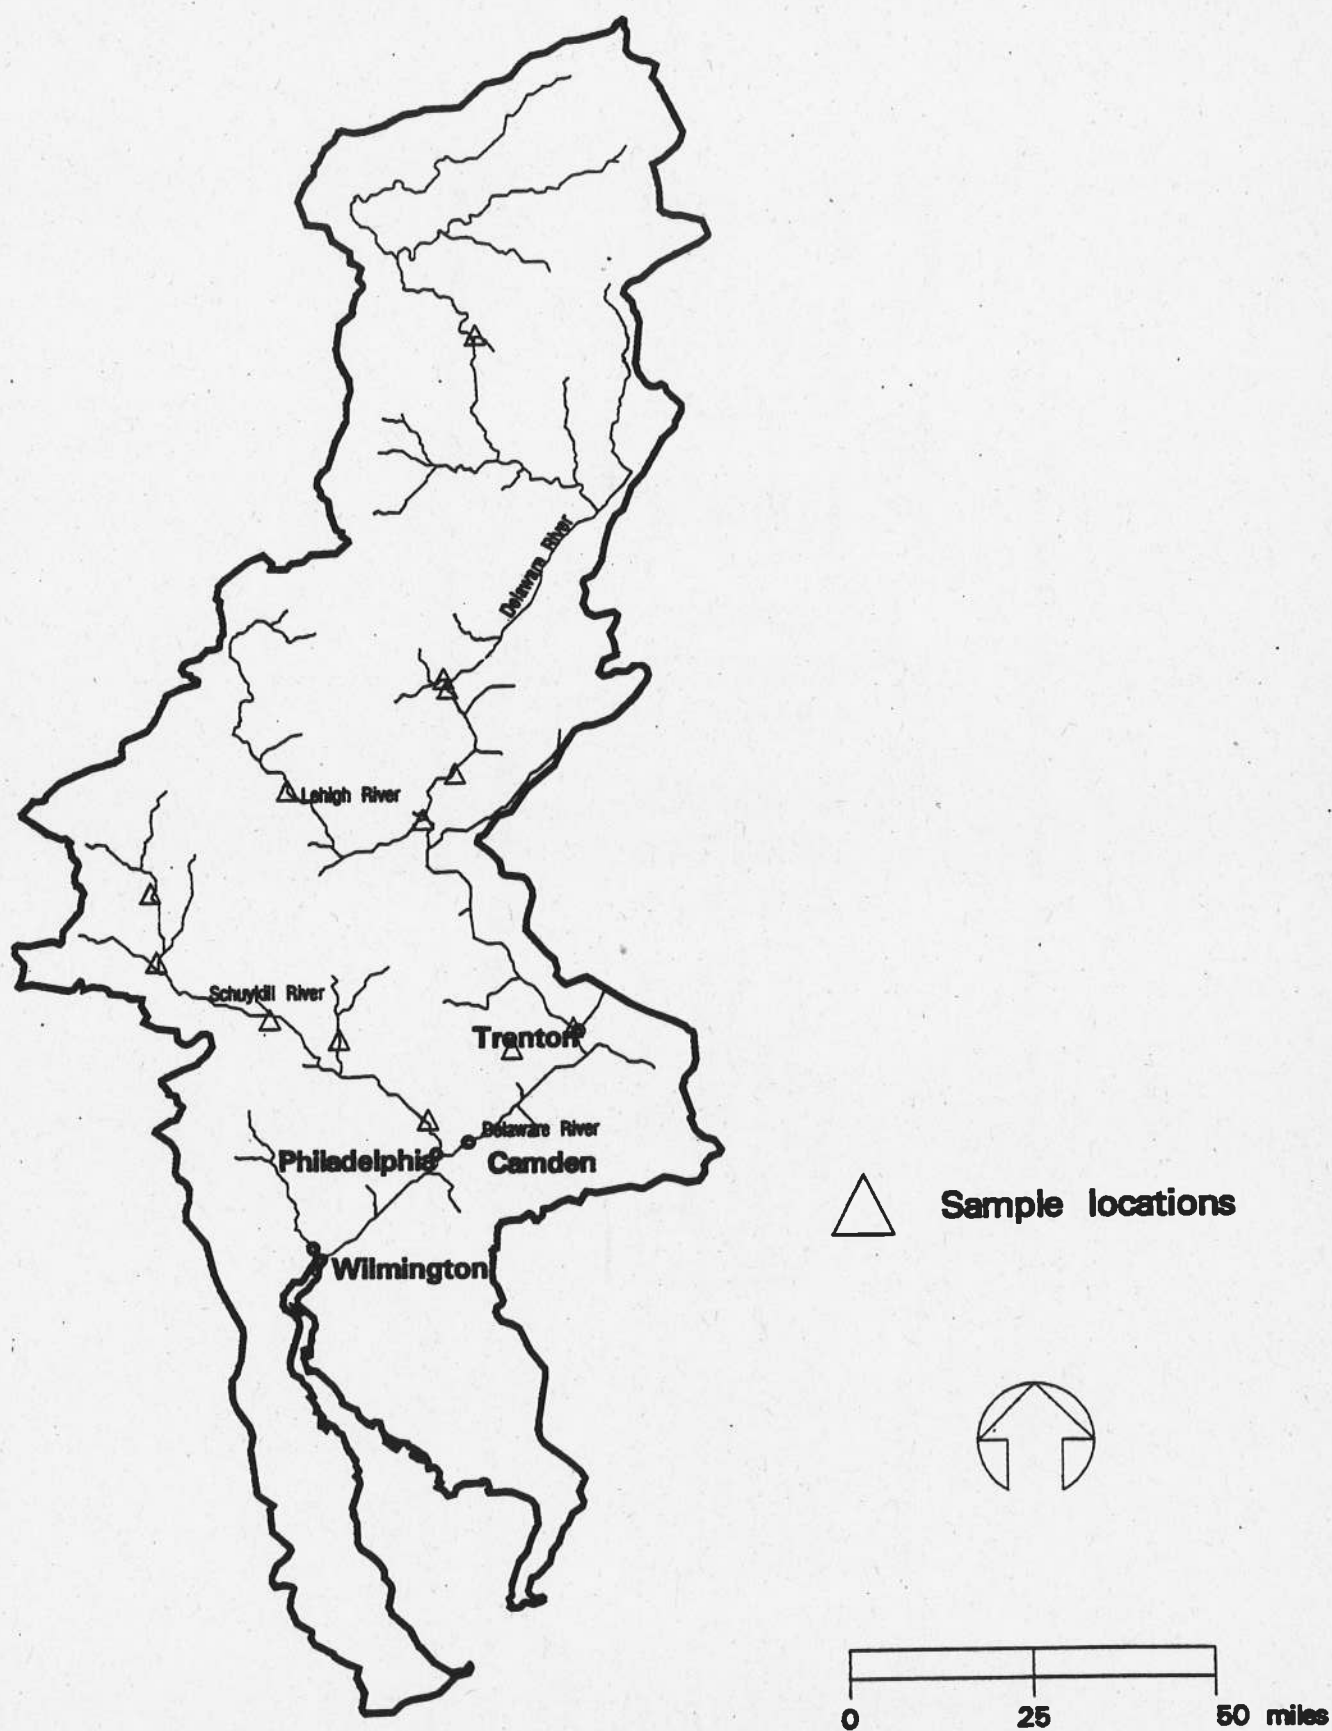 Delaware River
Lehigh River
Schuylkill River
Trenton
Delaware River
Philadelphia
Camden
Sample locations
Wilmington
0 25 50 miles